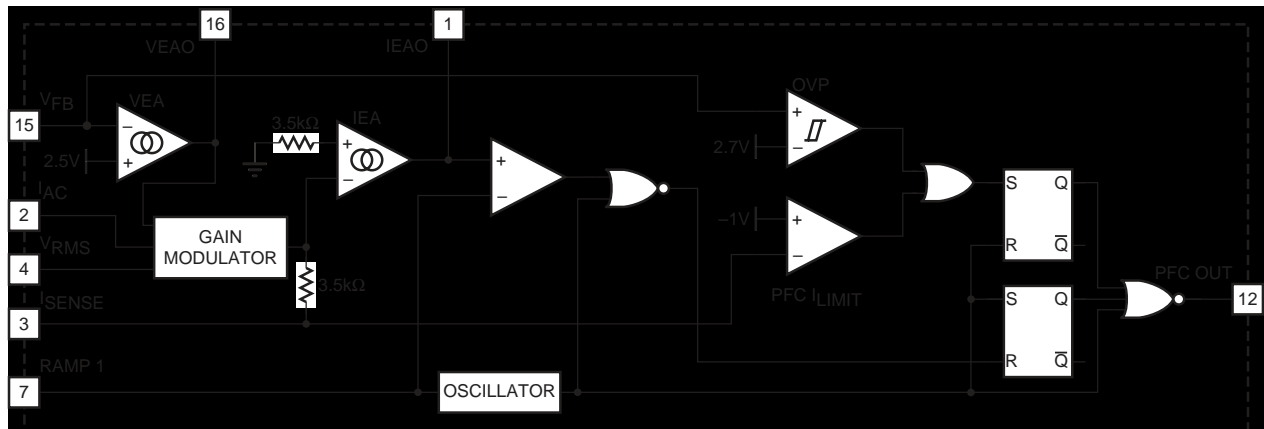 16
1
VEAO
IEAO
VFB
VEA
OVP
15
–
+
2.5V
3.5kΩ
IEA
+
–
+
–
+
–
2.7V
IAC
2
VRMS
4
GAIN
MODULATOR
3.5kΩ
–1V
+
–
PFC ILIMIT
S
Q
R
Q
S
Q
R
Q
PFC OUT
12
ISENSE
3
RAMP 1
7
OSCILLATOR